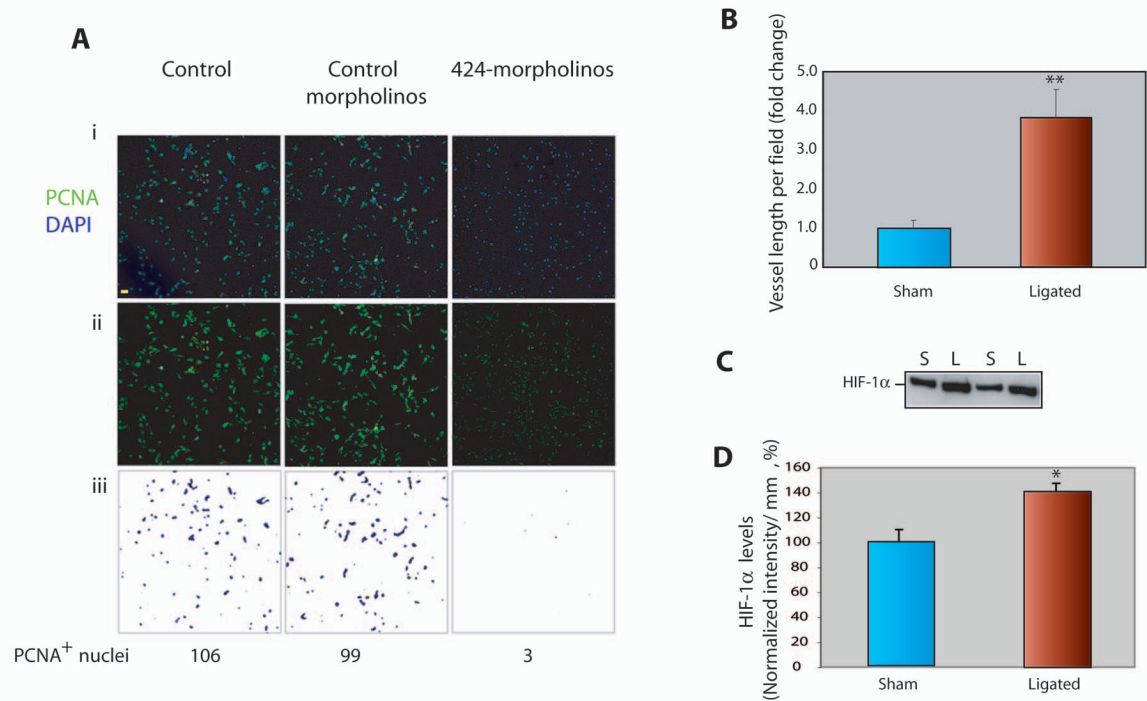 A
Control
Control
morpholinos
424-morpholinos
i
PCNA
DAPI
ii
iii
PCNA+ nuclei 106 99 3
B
Vessel length per field (fold change)
5.0
4.0
3.0
2.0
1.0
0
**
Sham Ligated
C
S L S L
HIF-1α
D
HIF-1α levels
(Normalized intensity/ mm , %)
160
140
120
100
80
60
40
20
0
*
Sham Ligated